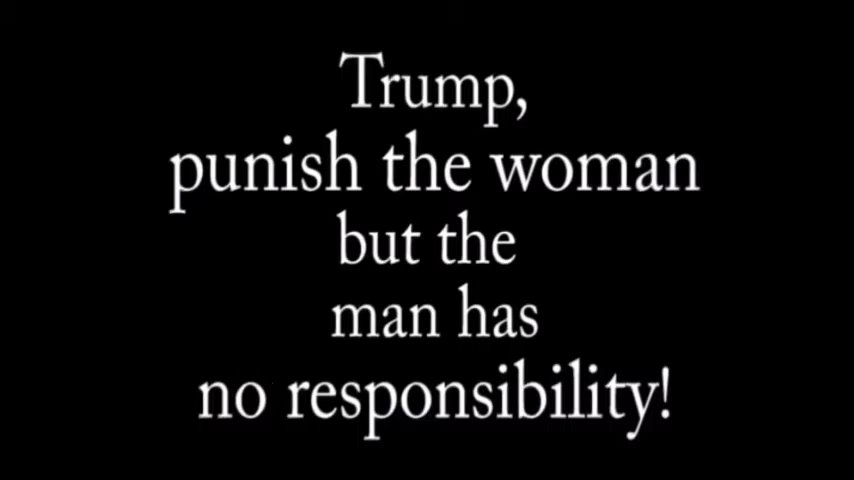 Trump,
punish the woman
but the
man has
no responsibility!